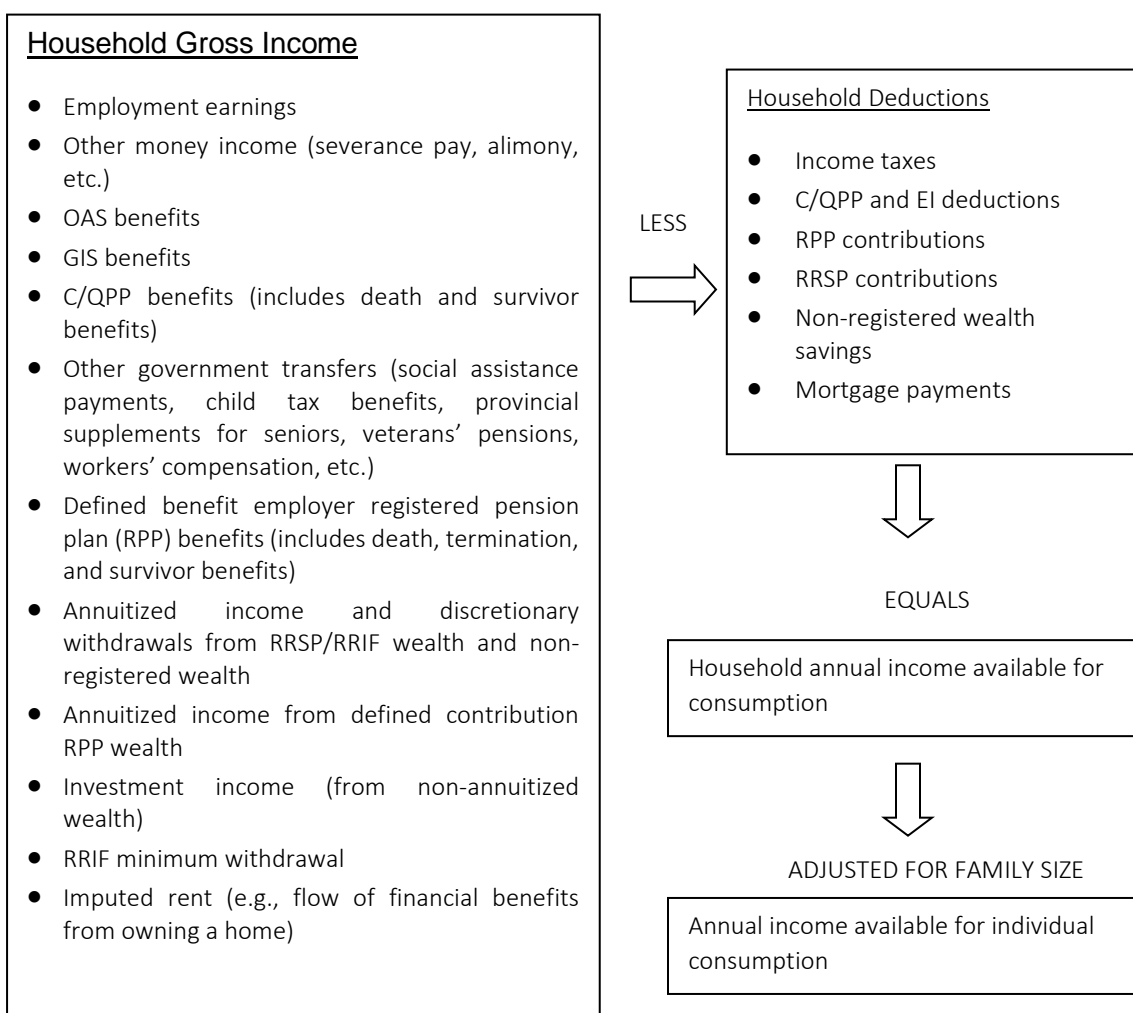 Household Gross Income
● Employment earnings
● Other money income (severance pay, alimony,
etc.)
● OAS benefits
● GIS benefits
● C/QPP benefits (includes death and survivor
benefits)
● Other government transfers (social assistance
payments, child tax benefits, provincial
supplements for seniors, veterans’ pensions,
workers’ compensation, etc.)
● Defined benefit employer registered pension
plan (RPP) benefits (includes death, termination,
and survivor benefits)
● Annuitized income and discretionary
withdrawals from RRSP/RRIF wealth and non-
registered wealth
● Annuitized income from defined contribution
RPP wealth
● Investment income (from non-annuitized
wealth)
● RRIF minimum withdrawal
● Imputed rent (e.g., flow of financial benefits
from owning a home)
LESS
Household Deductions
● Income taxes
● C/QPP and EI deductions
● RPP contributions
● RRSP contributions
● Non-registered wealth
savings
● Mortgage payments
EQUALS
Household annual income available for
consumption
ADJUSTED FOR FAMILY SIZE
Annual income available for individual
consumption